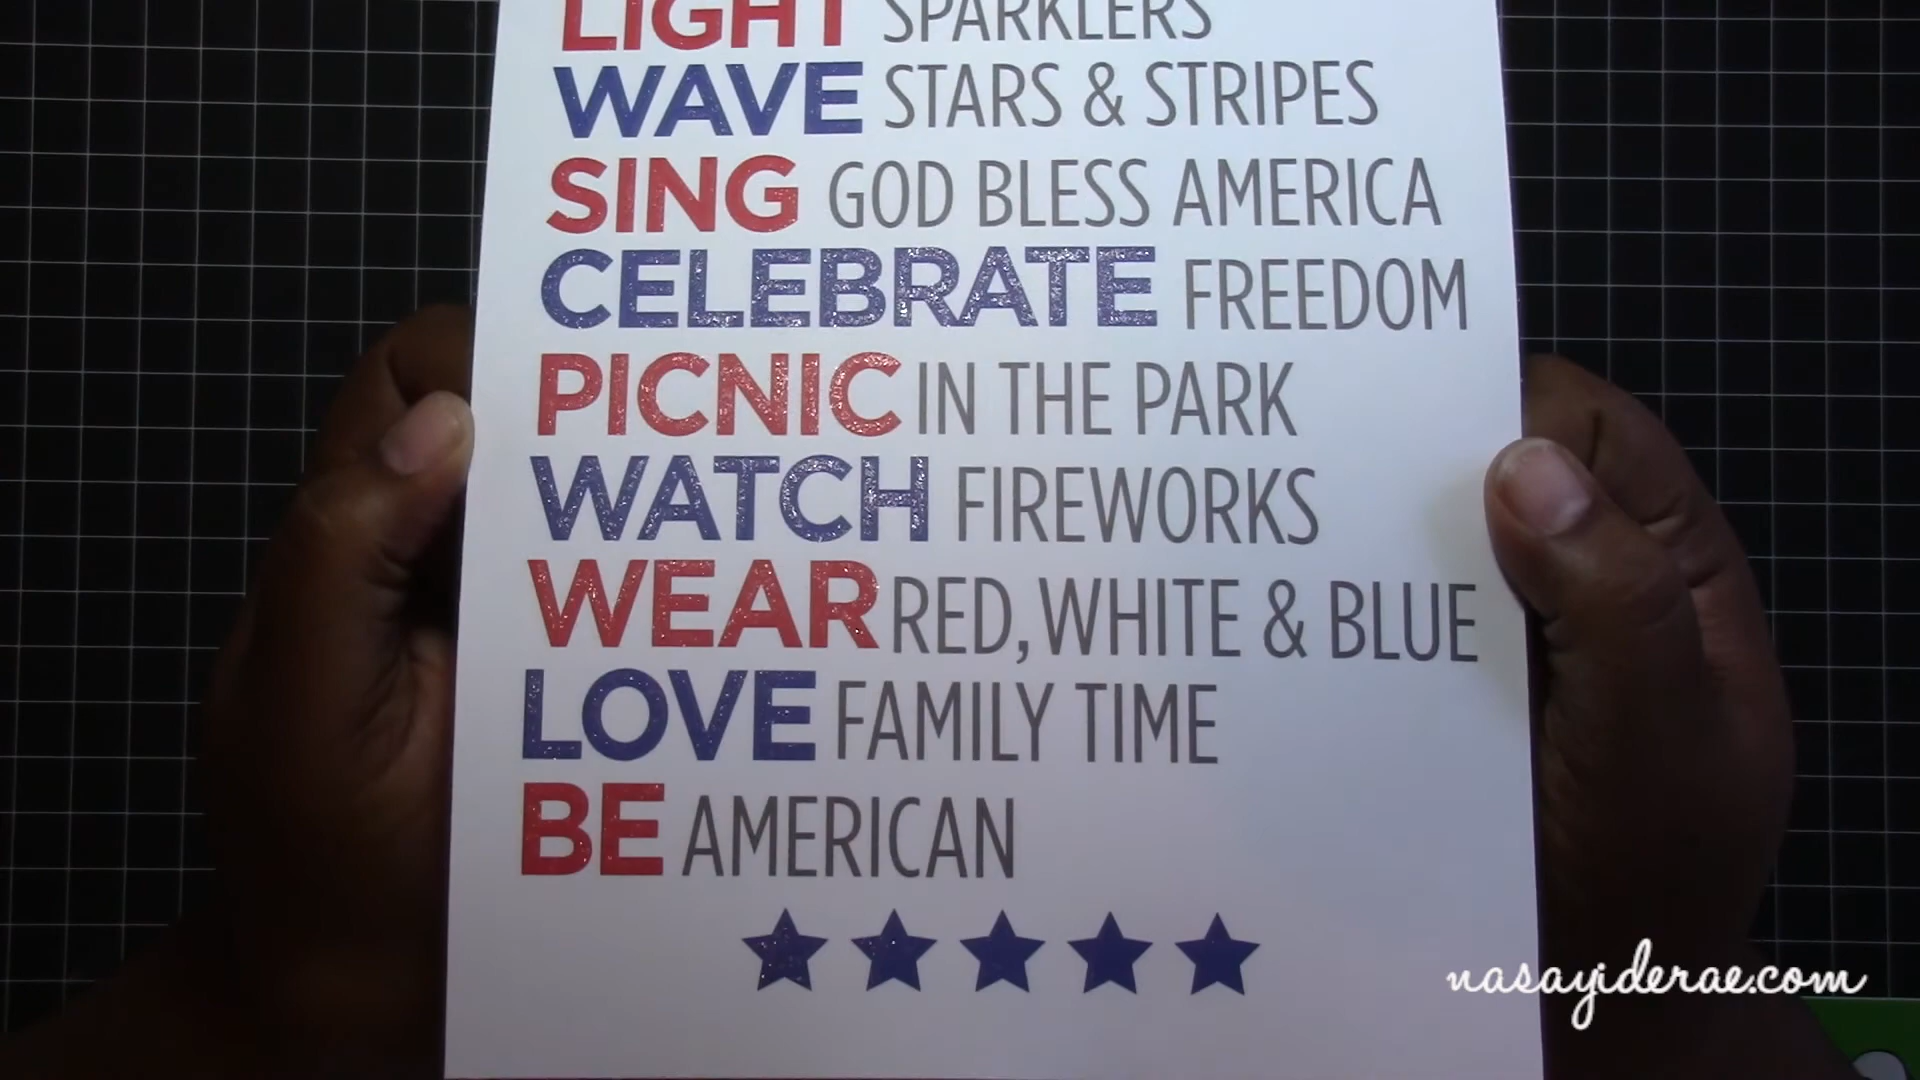 LIGHT SPARKLERS
WAVE STARS & STRIPES
SING GOD BLESS AMERICA
CELEBRATE FREEDOM
PICNIC IN THE PARK
WATCH FIREWORKS
WEAR RED, WHITE & BLUE
LOVE FAMILY TIME
BE AMERICAN
nasayiderae.com